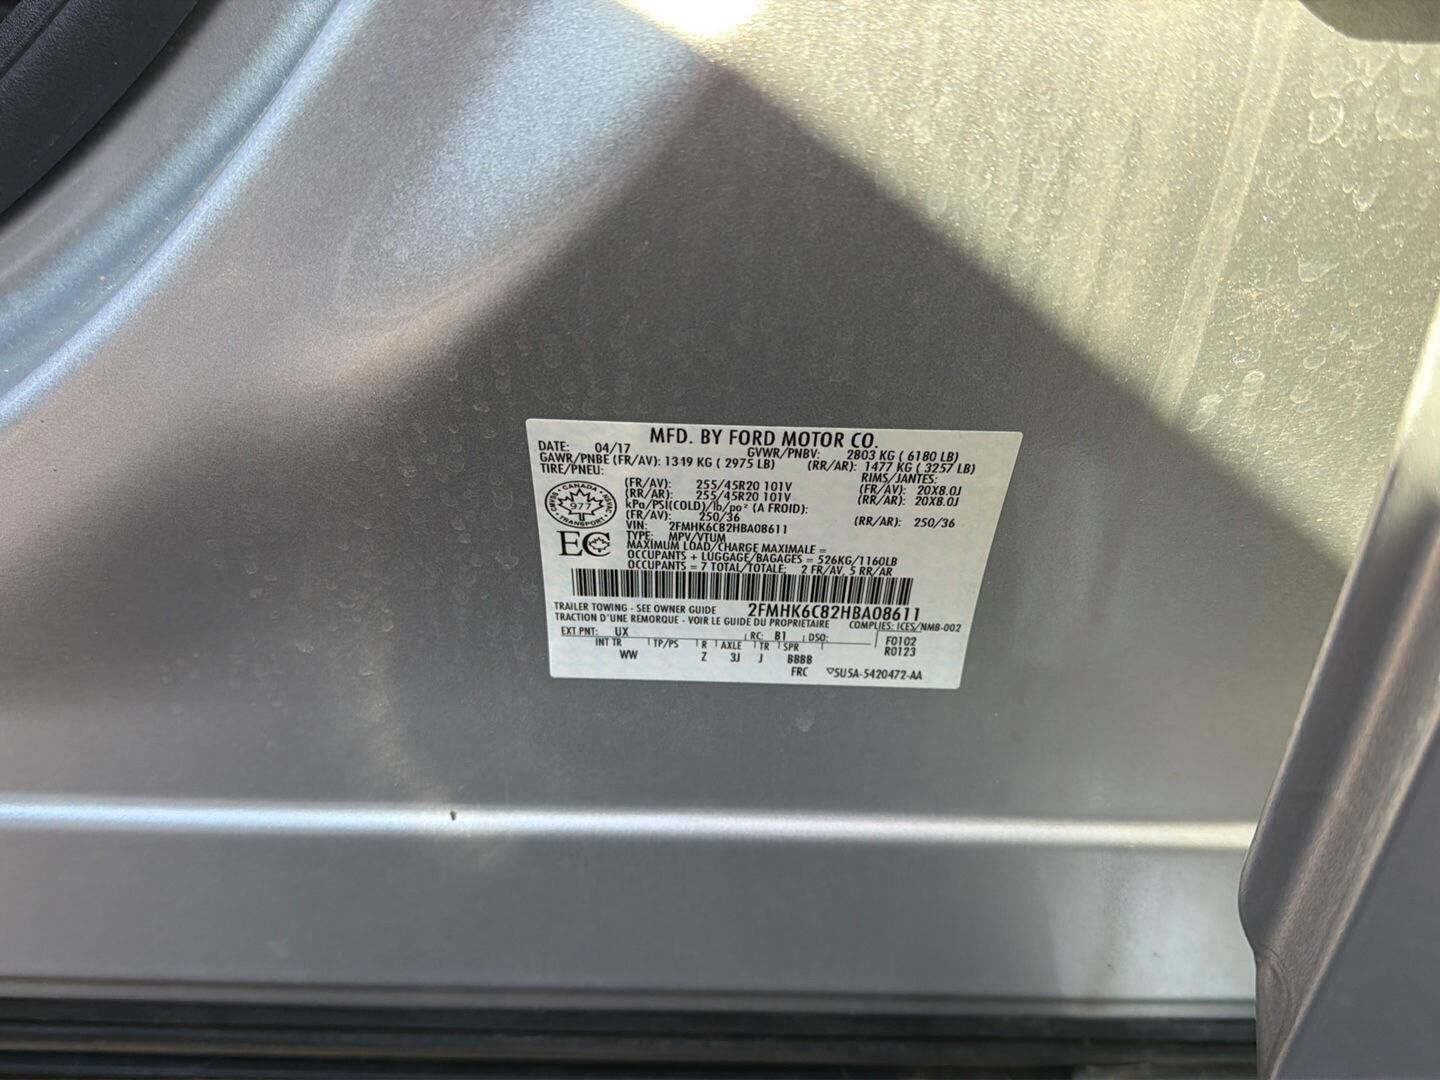 MFD. BY FORD MOTOR CO.
DATE: 04/17 GVWR/PNBV: 2803 KG ( 6180 LB)
GAWR/PNBE (FR/AV): 1349 KG ( 2975 LB) (RR/AR): 1477 KG ( 3257 LB)
TIRE/PNEU: RIMS/JANTES:
(FR/AV): 255/45R20 101V (FR/AV): 20X8.0J
(RR/AR): 255/45R20 101V (RR/AR): 20X8.0J
kPa/PSI(COLD)/lb/po² (A FROID):
(FR/AV): 250/36 (RR/AR): 250/36
CANADA
977
TRANSPORT
VIN: 2FMHK6C82HBA08611
TYPE: MPV/VTUM
EC
MAXIMUM LOAD/CHARGE MAXIMALE =
OCCUPANTS + LUGGAGE/BAGAGES = 526KG/1160LB
OCCUPANTS = 7 TOTAL/TOTALE: 2 FR/AV, 5 RR/AR
TRAILER TOWING - SEE OWNER GUIDE 2FMHK6C82HBA08611
TRACTION D'UNE REMORQUE - VOIR LE GUIDE DU PROPRIETAIRE COMPLIES: ICES/NMB-002
EXT PNT: UX RC: B1 DSO: F0102
INT TR TP/PS R AXLE TR SPR R0123
WW Z 3J J BBBB
FRC ▽SU5A-5420472-AA